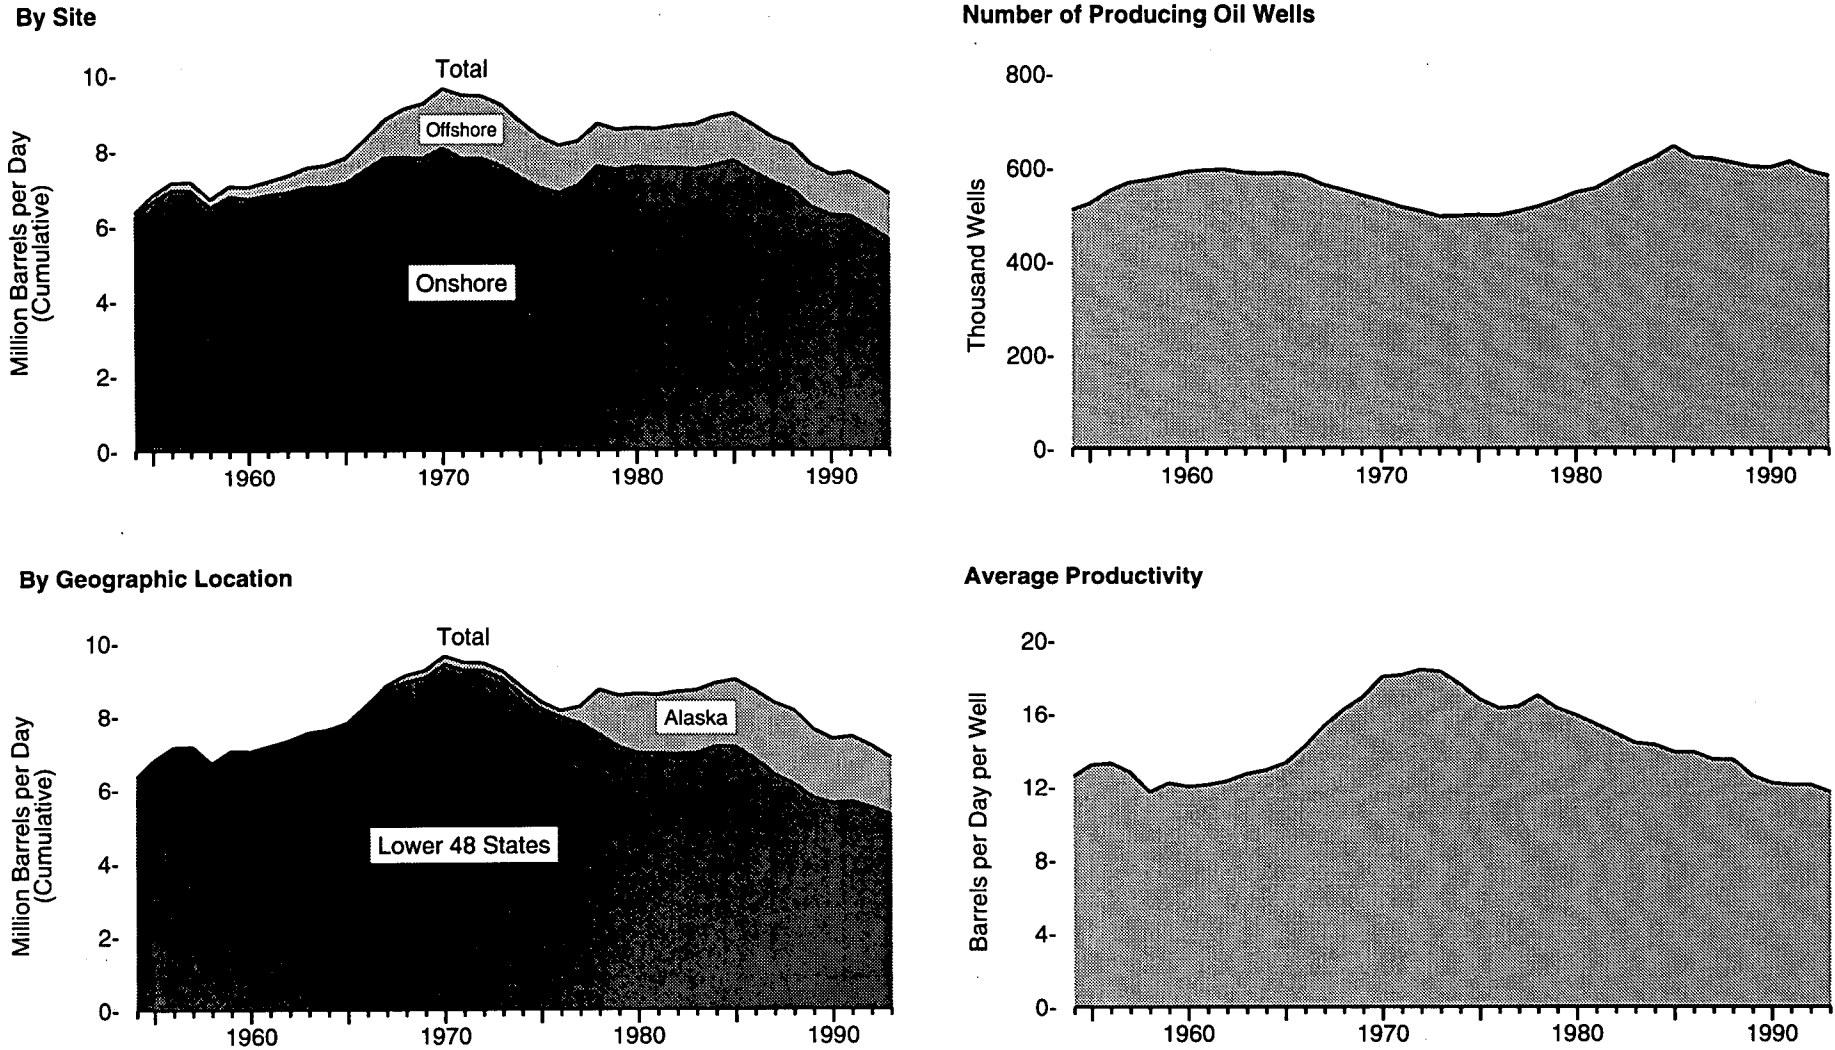 By Site
Total
10-
8-
6-
4-
2-
0-
Million Barrels per Day
(Cumulative)
Offshore
Onshore
1960
1970
1980
1990
Number of Producing Oil Wells
800-
600-
400-
200-
0-
Thousand Wells
1960
1970
1980
1990
By Geographic Location
Total
10-
8-
6-
4-
2-
0-
Million Barrels per Day
(Cumulative)
Alaska
Lower 48 States
1960
1970
1980
1990
Average Productivity
20-
16-
12-
8-
4-
0-
Barrels per Day per Well
1960
1970
1980
1990